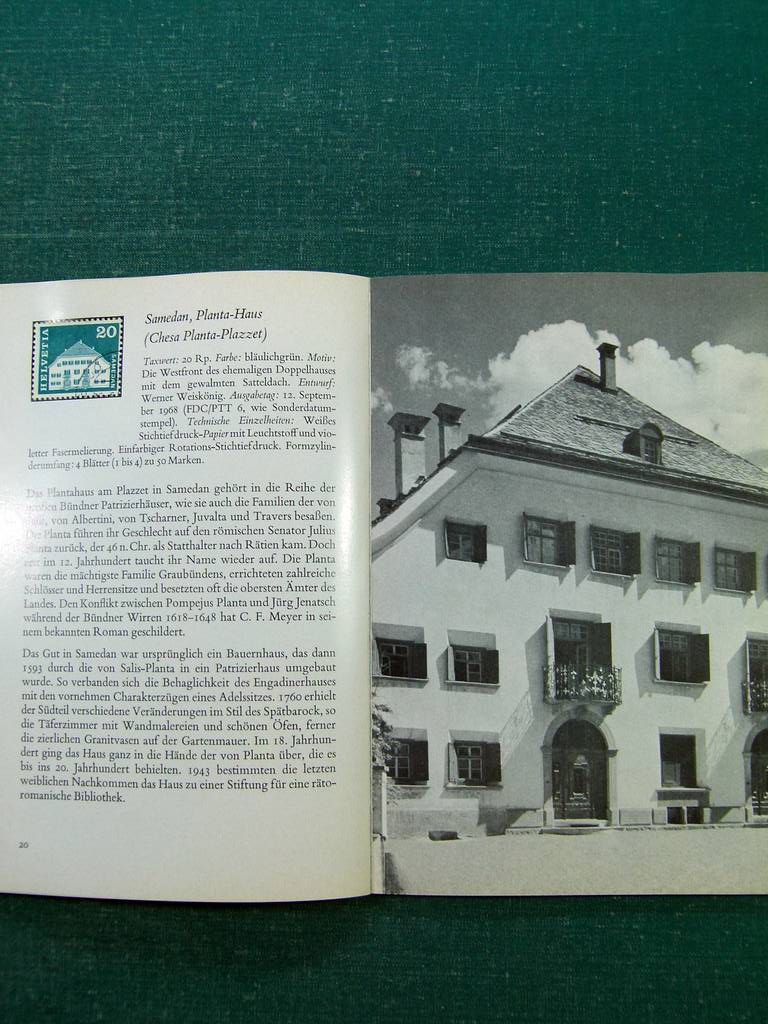 HELVETIA
20
SAMEDAN
Samedan, Planta-Haus
(Chesa Planta-Plazzet)
Taxwert: 20 Rp. Farbe: bläulichgrün. Motiv:
Die Westfront des ehemaligen Doppelhauses
mit dem gewalmten Satteldach. Entwurf:
Werner Weiskönig. Ausgabetag: 12. Septem-
ber 1968 (FDC/PTT 6, wie Sonderdatum-
stempel). Technische Einzelheiten: Weißes
Stichtiefdruck-Papier mit Leuchtstoff und vio-
letter Fasermelierung. Einfarbiger Rotations-Stichtiefdruck. Formzylin-
derumfang: 4 Blätter (1 bis 4) zu 50 Marken.
Das Plantahaus am Plazzet in Samedan gehört in die Reihe der
großen Bündner Patrizierhäuser, wie sie auch die Familien der von
von Albertini, von Tscharner, Juvalta und Travers besaßen.
Die Planta führen ihr Geschlecht auf den römischen Senator Julius
Planta zurück, der 46 n. Chr. als Statthalter nach Rätien kam. Doch
erst im 12. Jahrhundert taucht ihr Name wieder auf. Die Planta
waren die mächtigste Familie Graubündens, errichteten zahlreiche
Schlösser und Herrensitze und besetzten oft die obersten Ämter des
Landes. Den Konflikt zwischen Pompejus Planta und Jürg Jenatsch
während der Bündner Wirren 1618–1648 hat C. F. Meyer in sei-
nem bekannten Roman geschildert.
Das Gut in Samedan war ursprünglich ein Bauernhaus, das dann
1593 durch die von Salis-Planta in ein Patrizierhaus umgebaut
wurde. So verbanden sich die Behaglichkeit des Engadinerhauses
mit den vornehmen Charakterzügen eines Adelssitzes. 1760 erhielt
der Südteil verschiedene Veränderungen im Stil des Spätbarock, so
die Täferzimmer mit Wandmalereien und schönen Öfen, ferner
die zierlichen Granitvasen auf der Gartenmauer. Im 18. Jahrhun-
dert ging das Haus ganz in die Hände der von Planta über, die es
bis ins 20. Jahrhundert behielten. 1943 bestimmten die letzten
weiblichen Nachkommen das Haus zu einer Stiftung für eine räto-
romanische Bibliothek.
20